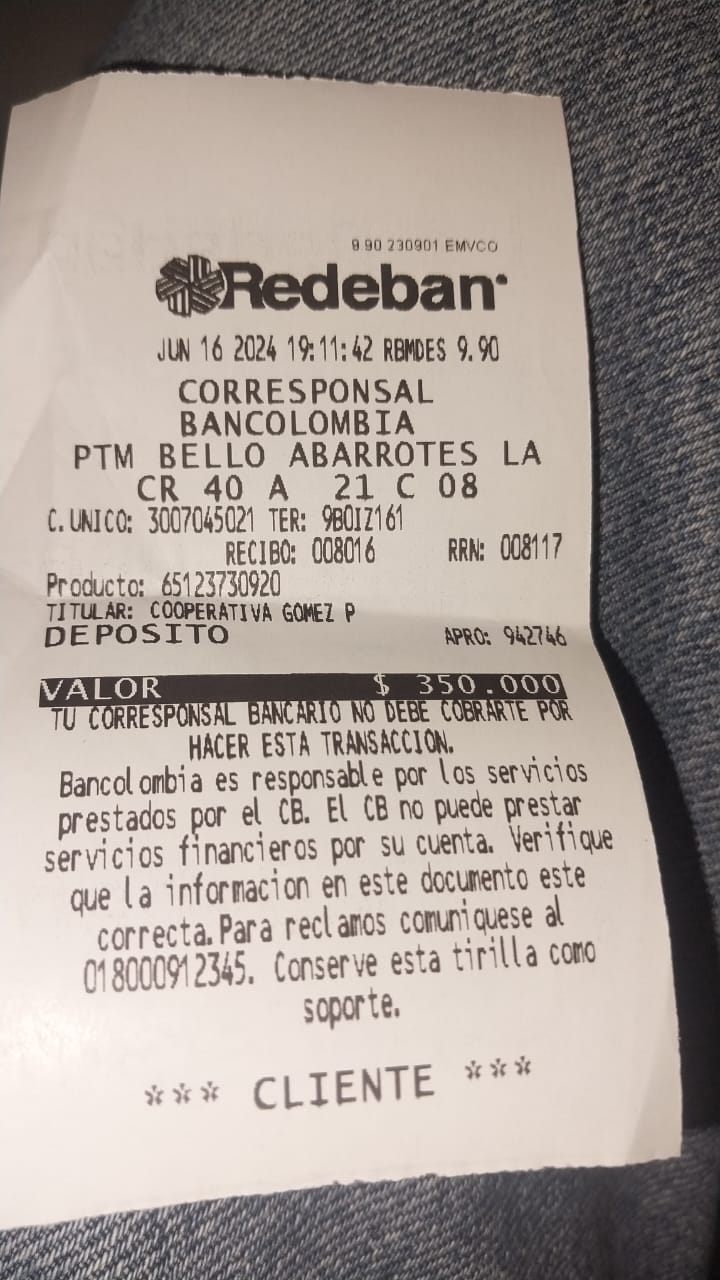 9 90 230901 EMVCO
Redeban
JUN 16 2024 19:11:42 RBMDES 9.90
CORRESPONSAL
BANCOLOMBIA
PTM BELLO ABARROTES LA
CR 40 A 21 C 08
C. UNICO: 3007045021 TER: 9B0IZ161
RECIBO: 008016 RRN: 008117
Producto: 65123730920
TITULAR: COOPERATIVA GOMEZ P
DEPOSITO APRO: 942746
VALOR $ 350.000
TU CORRESPONSAL BANCARIO NO DEBE COBRARTE POR
HACER ESTA TRANSACCION.
Bancolombia es responsable por los servicios
prestados por el CB. El CB no puede prestar
servicios financieros por su cuenta. Verifique
que la informacion en este documento este
correcta. Para reclamos comuniquese al
018000912345. Conserve esta tirilla como
soporte.
*** CLIENTE ***